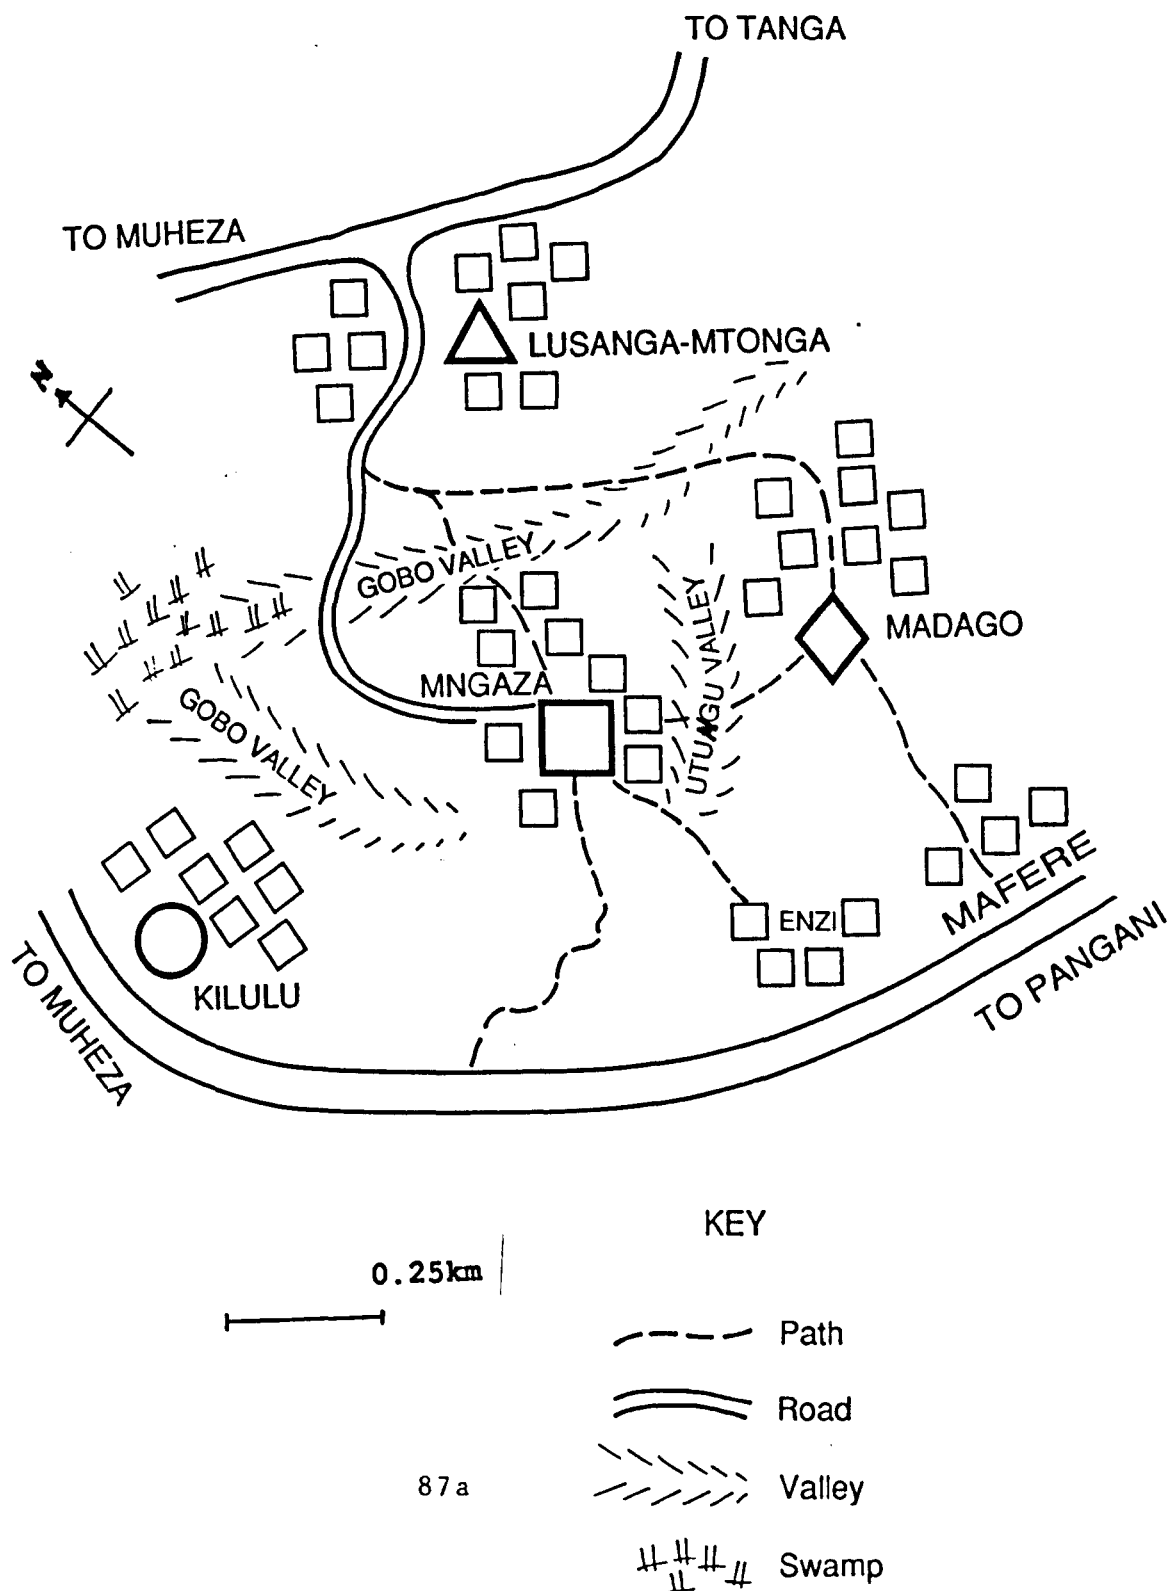 TO TANGA
TO MUHEZA
LUSANGA-MTONGA
N
GOBO VALLEY
UTUAGU VALLEY
MADAGO
MNGAZA
GOBO VALLEY
ENZI
MAFERE
TO PANGANI
KILULU
TO MUHEZA
KEY
0.25km
Path
Road
87a
Valley
Swamp